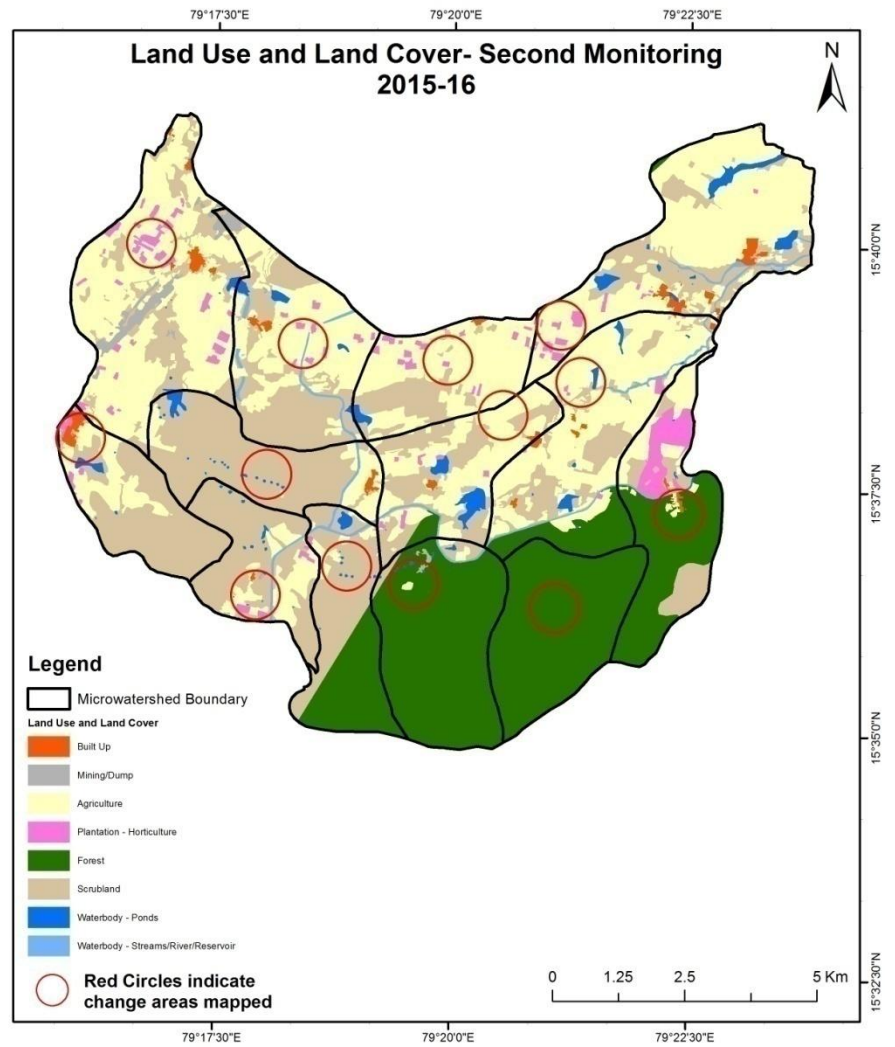 79°17'30"E 79°20'0"E 79°22'30"E
Land Use and Land Cover- Second Monitoring
2015-16
N
15°40'0"N
15°37'30"N
15°35'0"N
15°32'30"N
Legend
Microwatershed Boundary
Land Use and Land Cover
Built Up
Mining/Dump
Agriculture
Plantation - Horticulture
Forest
Scrubland
Waterbody - Ponds
Waterbody - Streams/River/Reservoir
Red Circles indicate
change areas mapped
0 1.25 2.5 5 Km
79°17'30"E 79°20'0"E 79°22'30"E